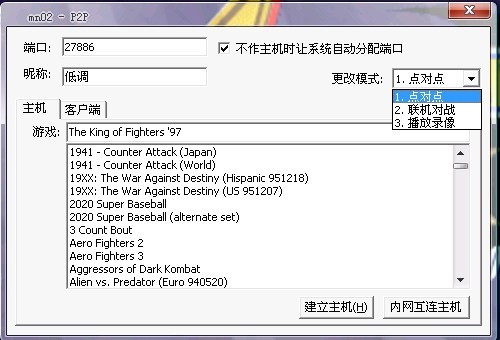 mn02 - P2P
端口: 27886 不作主机时让系统自动分配端口
昵称: 低调 更改模式: 1. 点对点
1. 点对点
2. 联机对战
3. 播放录像
主机 客户端
游戏: The King of Fighters '97
1941 - Counter Attack (Japan)
1941 - Counter Attack (World)
19XX: The War Against Destiny (Hispanic 951218)
19XX: The War Against Destiny (US 951207)
2020 Super Baseball
2020 Super Baseball (alternate set)
3 Count Bout
Aero Fighters 2
Aero Fighters 3
Aggressors of Dark Kombat
Alien vs. Predator (Euro 940520)
建立主机(H) 内网互连主机